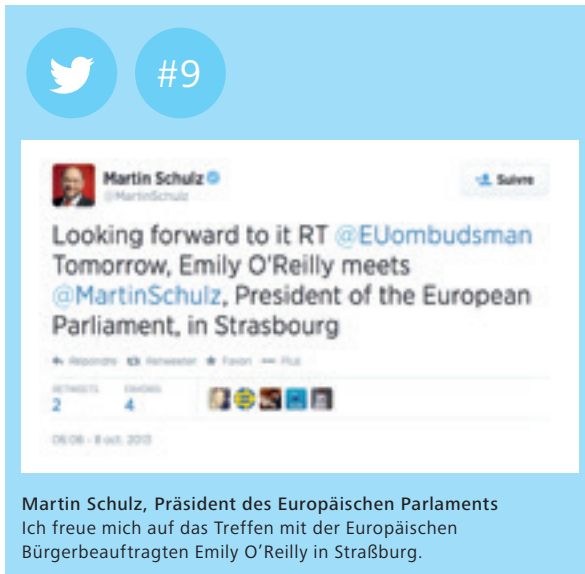 #9
Martin Schulz
@MartinSchulz
Suivre
Looking forward to it RT @EUombudsman
Tomorrow, Emily O'Reilly meets
@MartinSchulz, President of the European
Parliament, in Strasbourg
Répondre Retweeter Favori Plus
RETWEETS FAVORIS
2 4
06:06 - 8 oct. 2013
Martin Schulz, Präsident des Europäischen Parlaments
Ich freue mich auf das Treffen mit der Europäischen
Bürgerbeauftragten Emily O’Reilly in Straßburg.